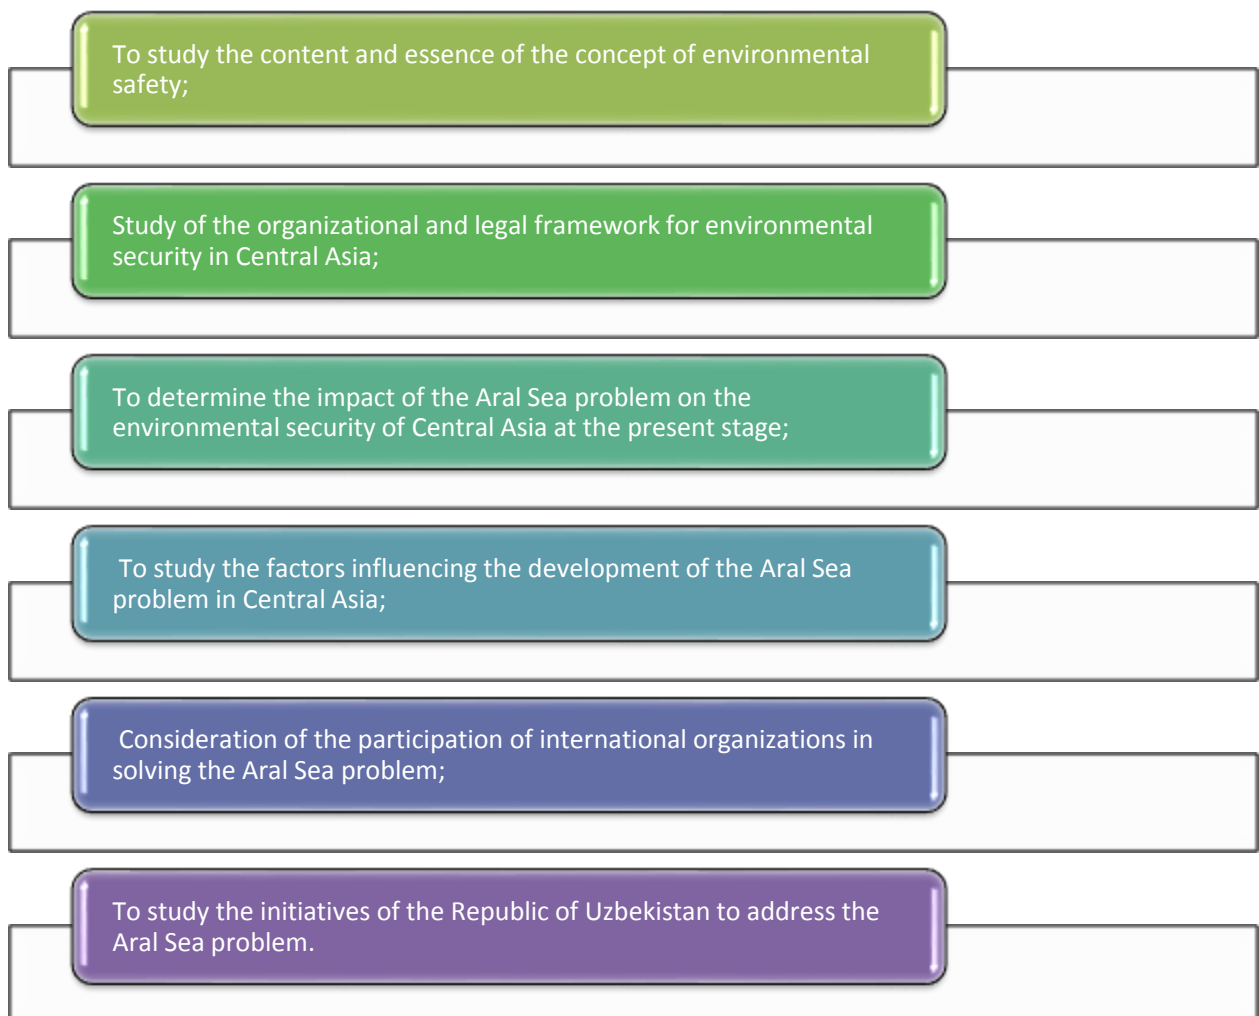 To study the content and essence of the concept of environmental
safety;
Study of the organizational and legal framework for environmental
security in Central Asia;
To determine the impact of the Aral Sea problem on the
environmental security of Central Asia at the present stage;
To study the factors influencing the development of the Aral Sea
problem in Central Asia;
Consideration of the participation of international organizations in
solving the Aral Sea problem;
To study the initiatives of the Republic of Uzbekistan to address the
Aral Sea problem.